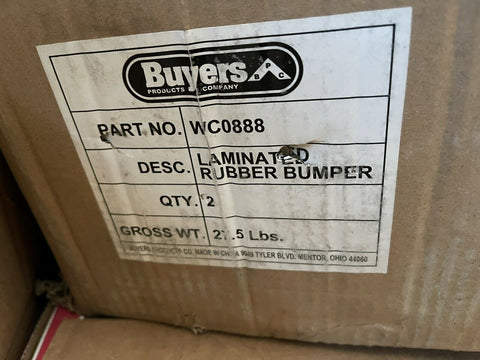 Buyers
BPC
PRODUCTS COMPANY
PART NO. WC0888
DESC. LAMINATED
RUBBER BUMPER
QTY. 2
GROSS WT. .5 Lbs.
BUYERS PRODUCTS CO. MADE IN CHINA 9049 TYLER BLVD. MENTOR, OHIO 44060